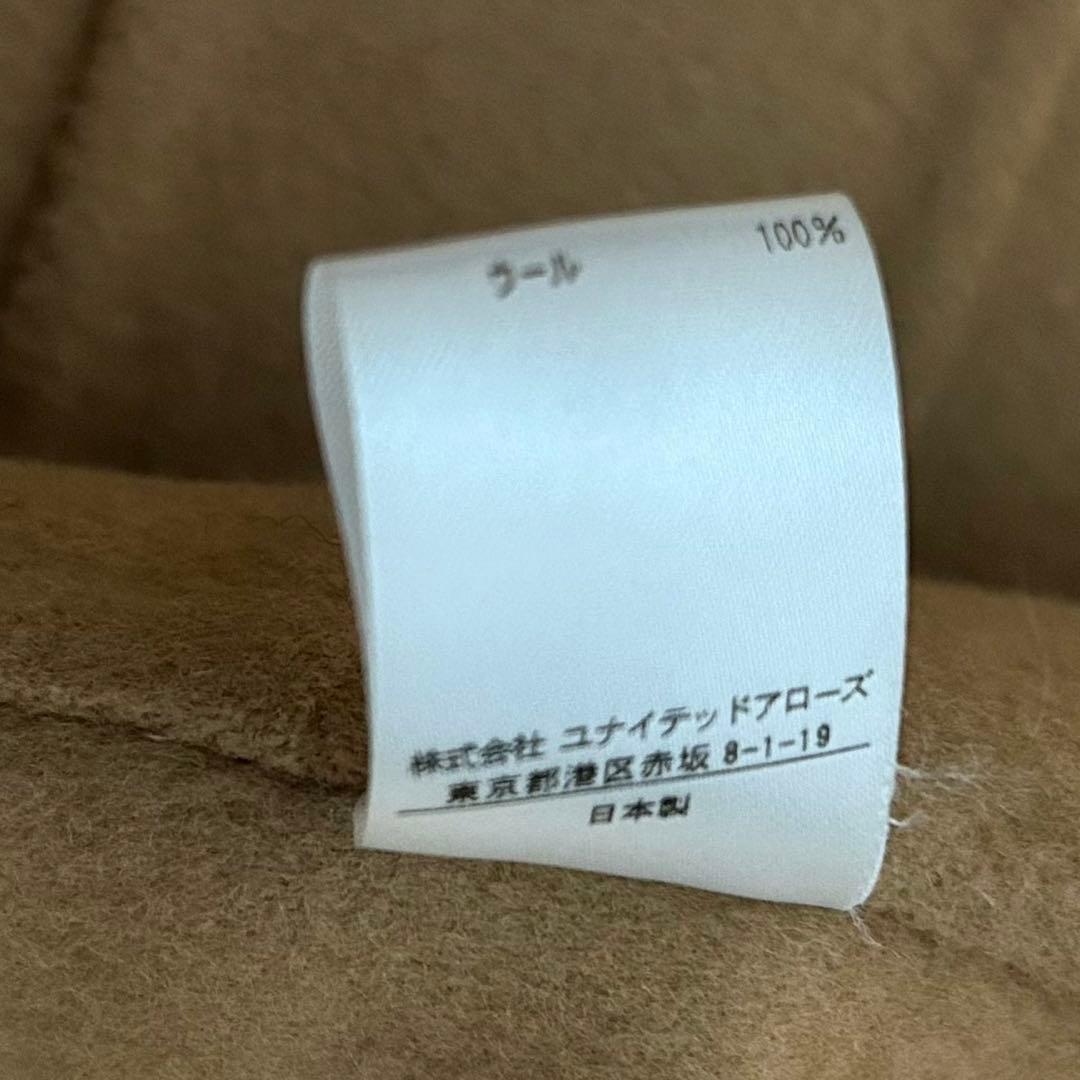 ウール 100%
株式会社 ユナイテッドアローズ
東京都港区赤坂 8-1-19
日本製